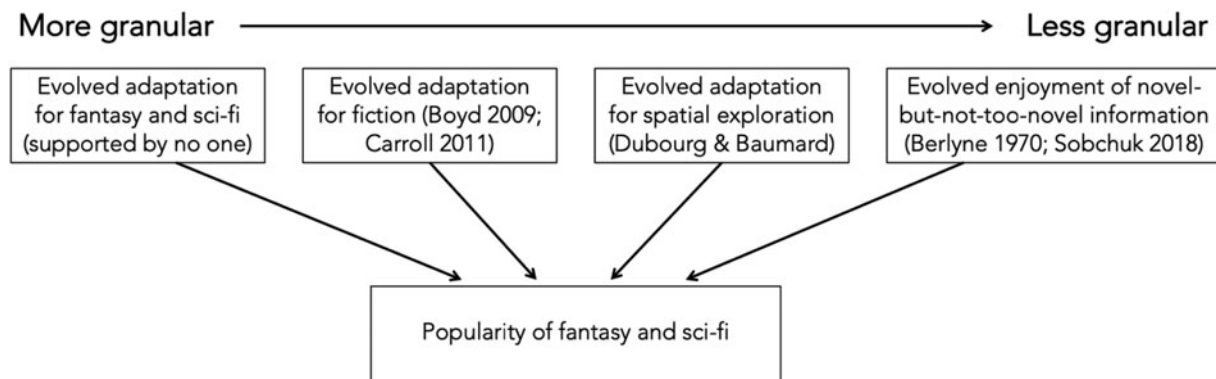 More granular
Less granular
Evolved adaptation
for fantasy and sci-fi
(supported by no one)
Evolved adaptation
for fiction (Boyd 2009;
Carroll 2011)
Evolved adaptation
for spatial exploration
(Dubourg & Baumard)
Evolved enjoyment of novel-
but-not-too-novel information
(Berlyne 1970; Sobchuk 2018)
Popularity of fantasy and sci-fi